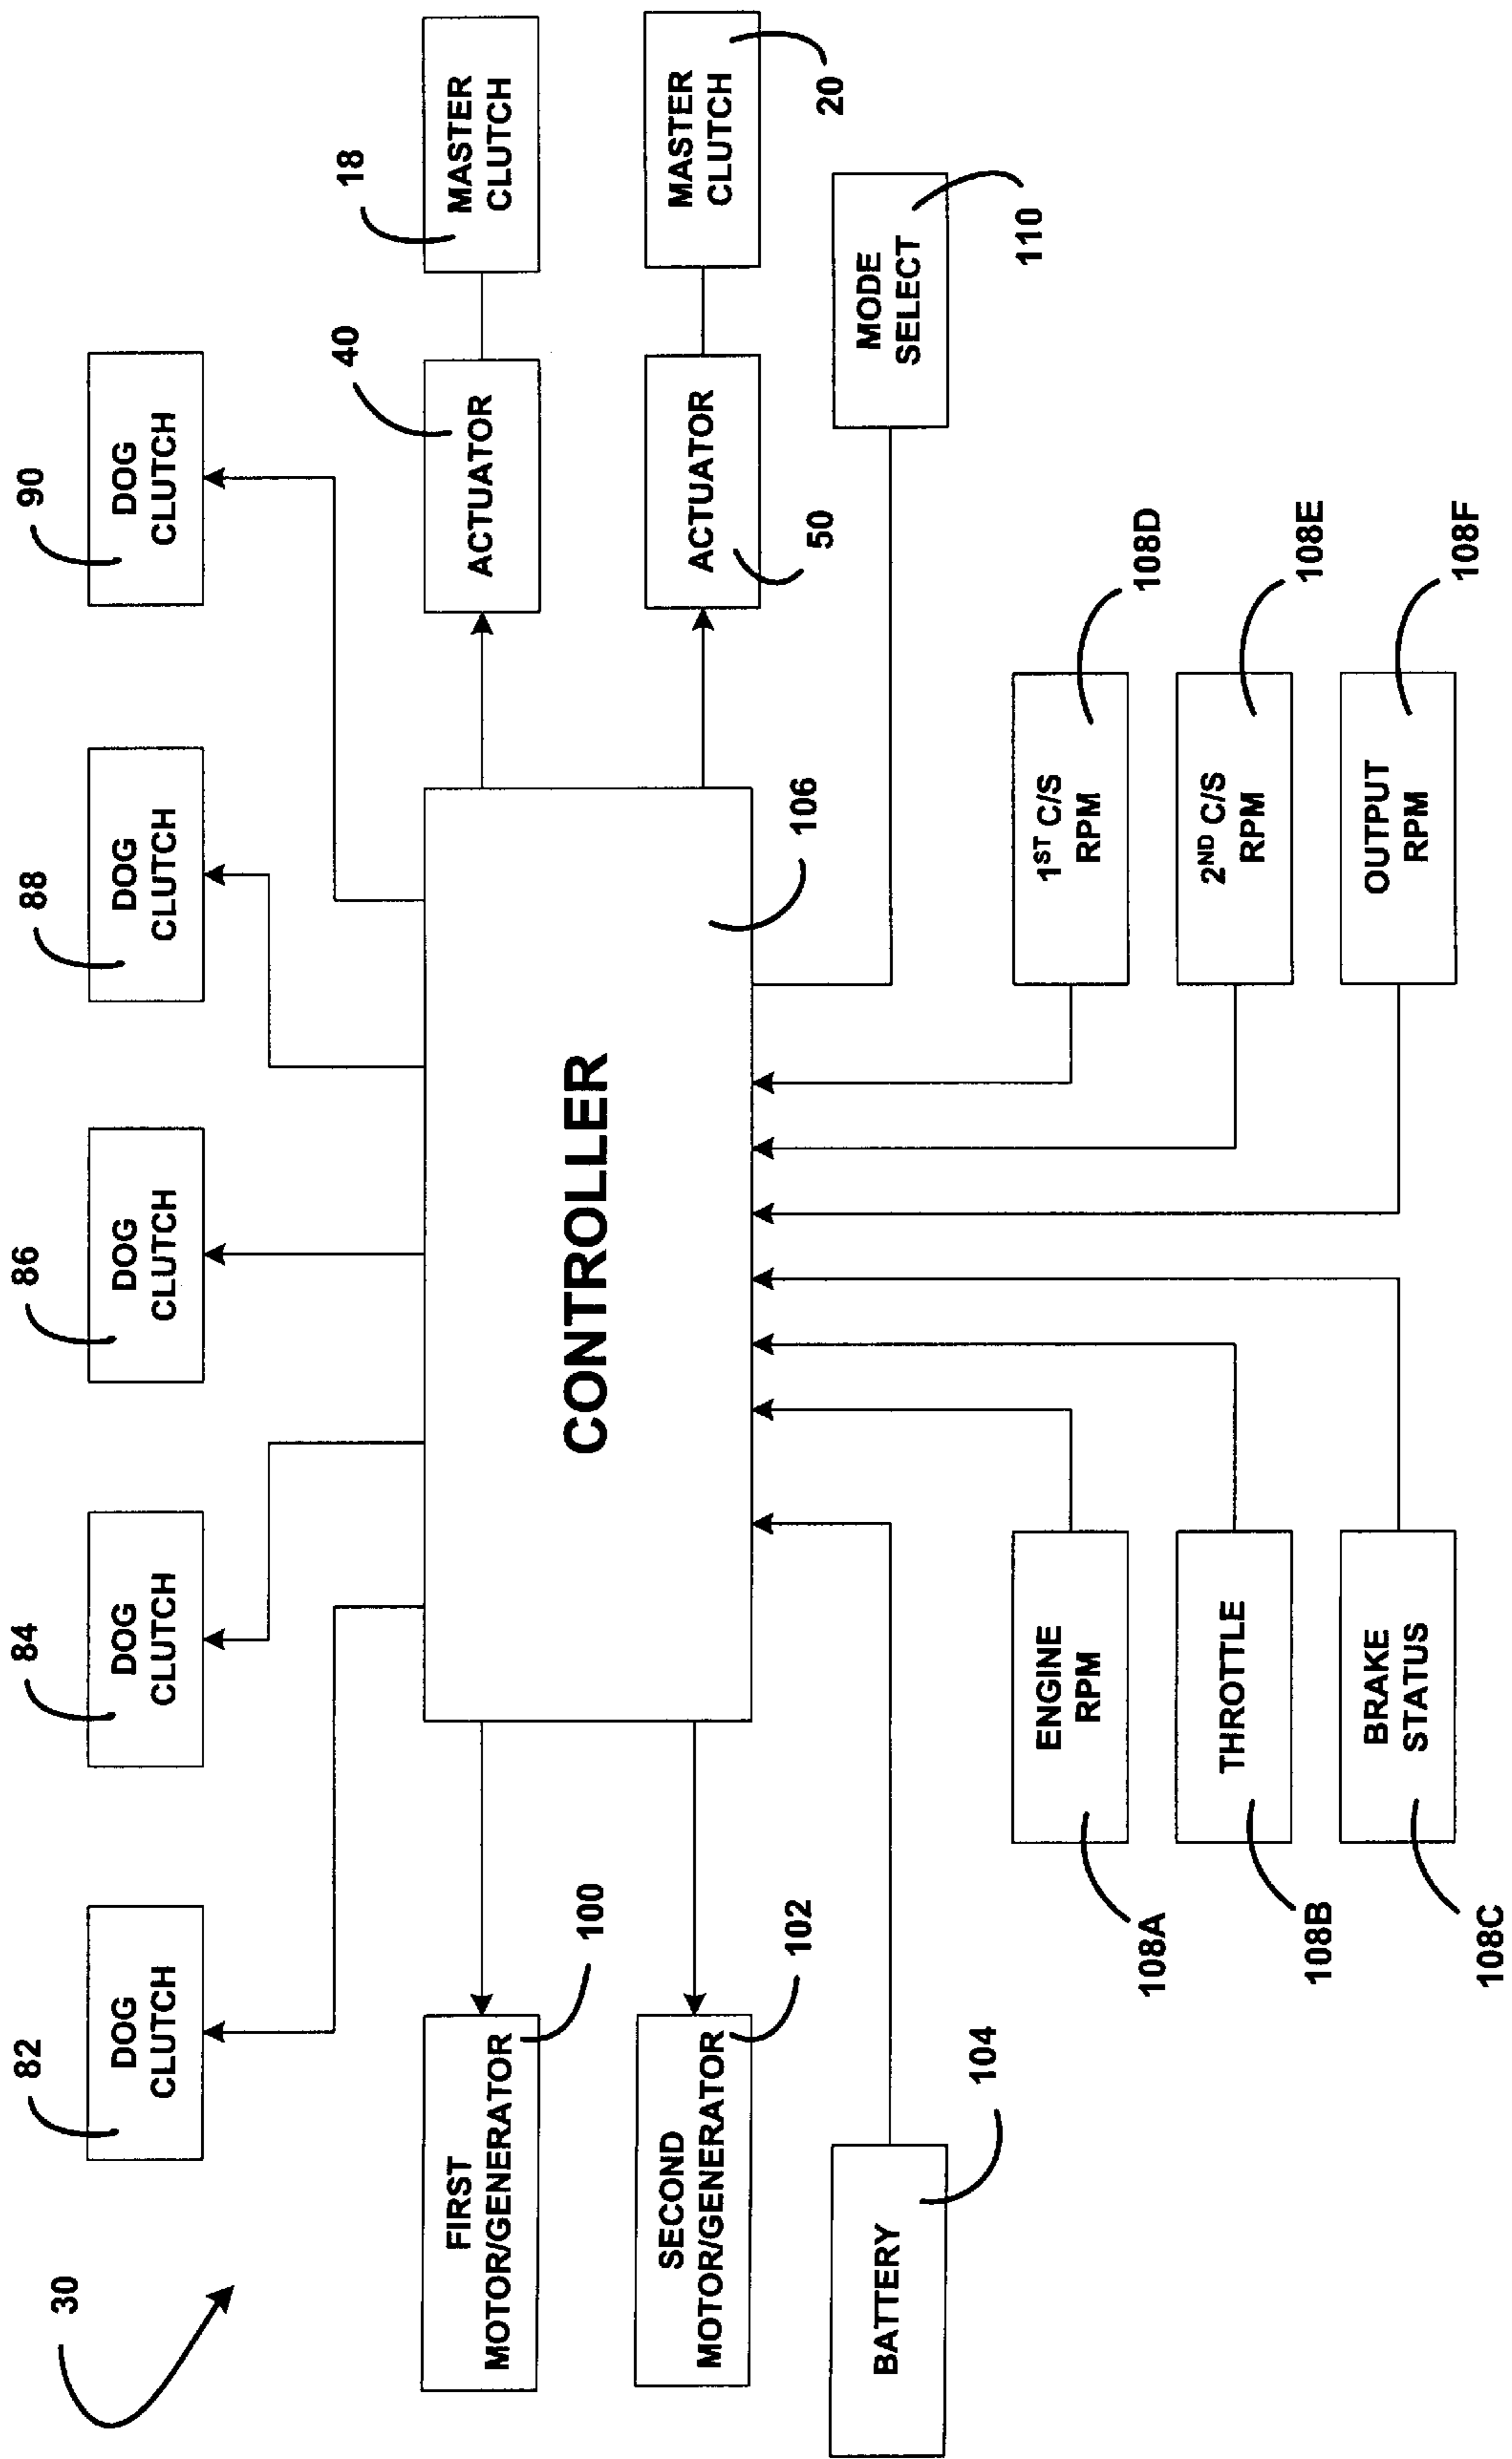 30
82
DOG
CLUTCH
84
DOG
CLUTCH
86
DOG
CLUTCH
88
DOG
CLUTCH
90
DOG
CLUTCH
FIRST
MOTOR/GENERATOR
100
SECOND
MOTOR/GENERATOR
102
BATTERY
104
CONTROLLER
106
ACTUATOR
40
MASTER
CLUTCH
18
ACTUATOR
50
MASTER
CLUTCH
20
MODE
SELECT
110
ENGINE
RPM
108A
THROTTLE
108B
BRAKE
STATUS
108C
1ST C/S
RPM
108D
2ND C/S
RPM
108E
OUTPUT
RPM
108F